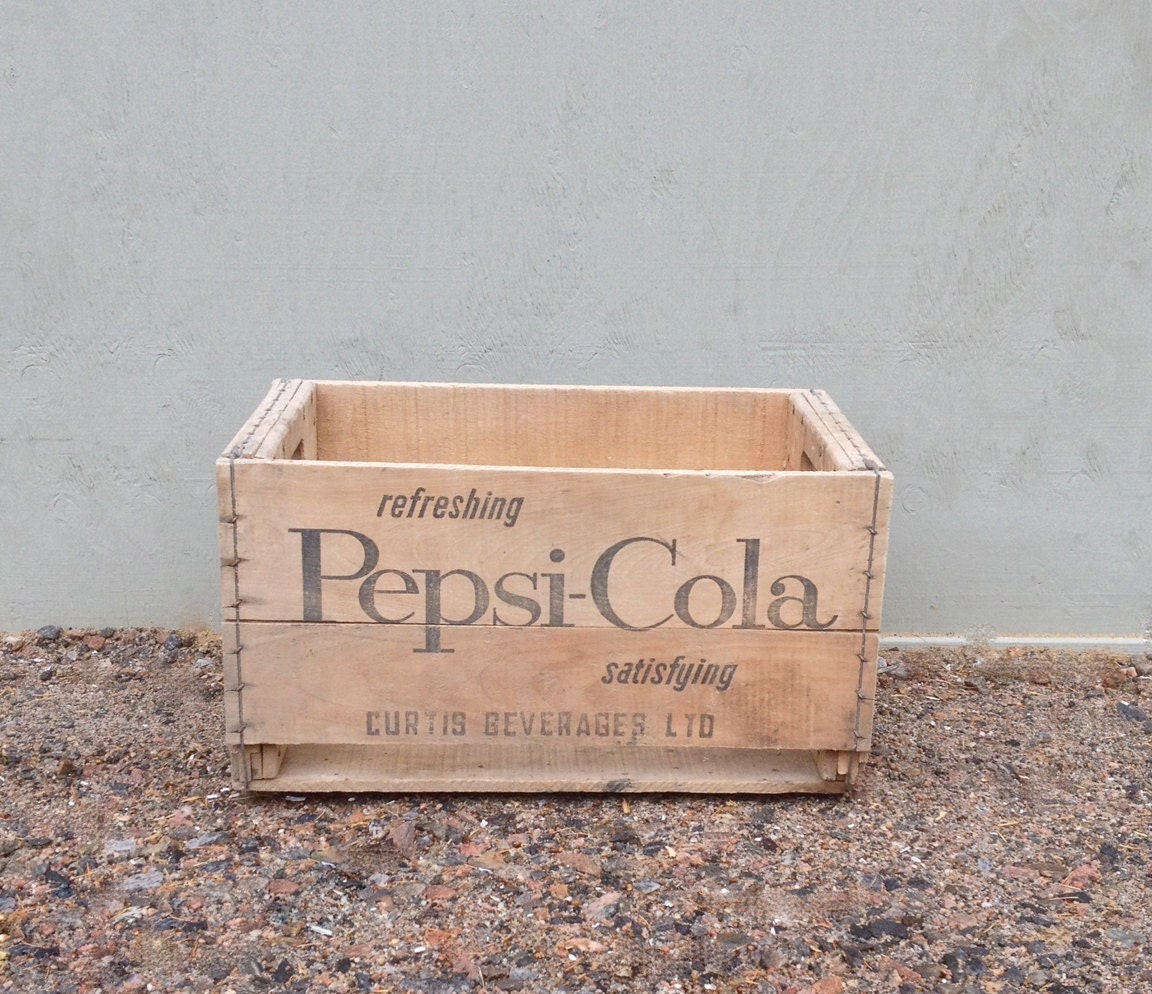 refreshing
Pepsi-Cola
satisfying
CURTIS BEVERAGES LTD